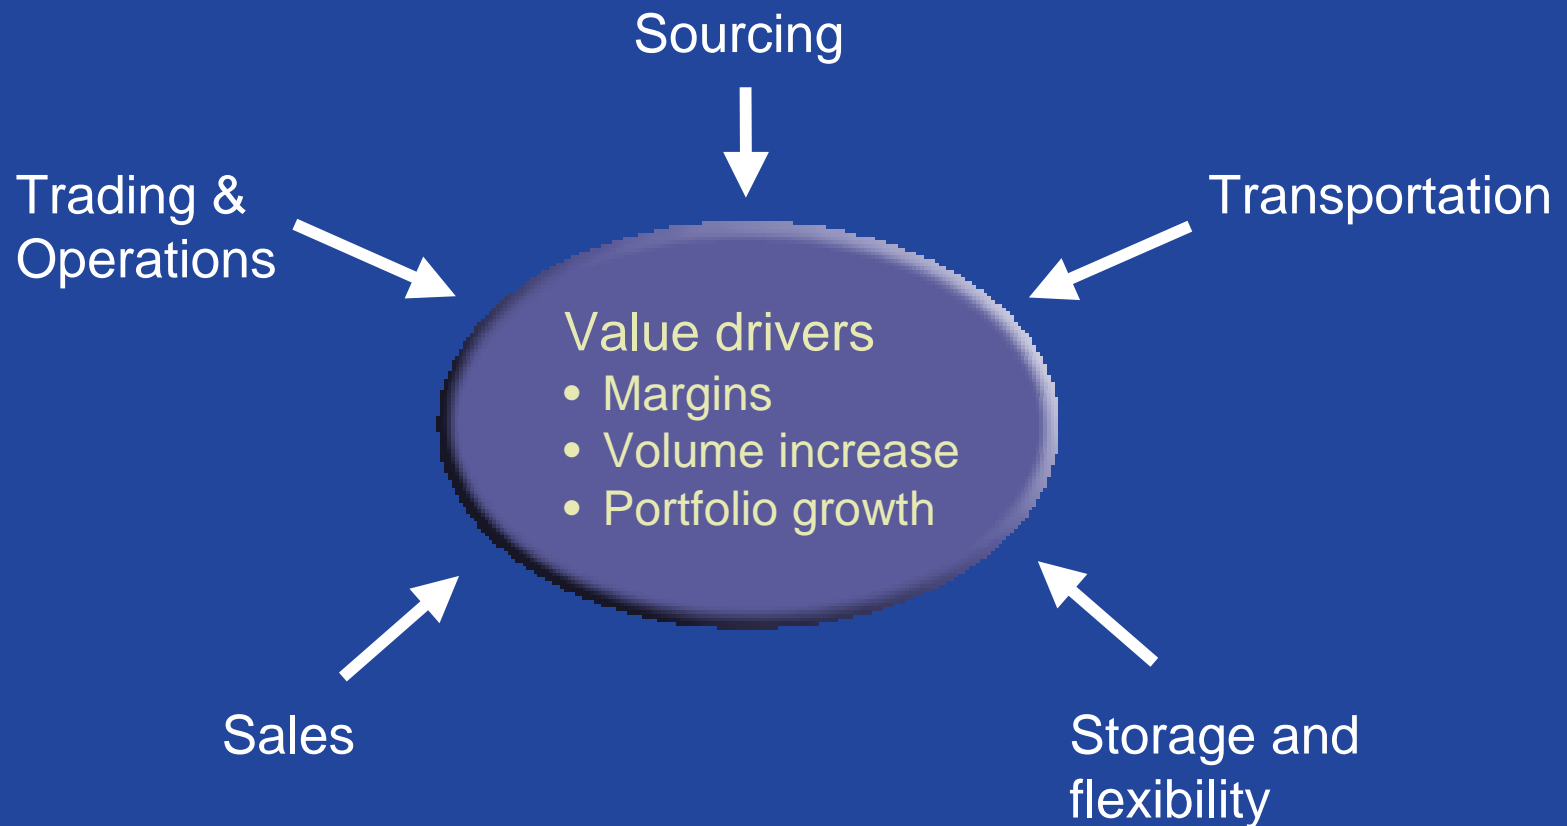 Sourcing
Trading &
Operations
Transportation
Value drivers
• Margins
• Volume increase
• Portfolio growth
Sales
Storage and
flexibility